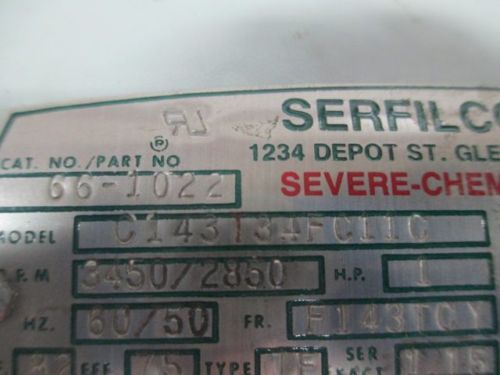 SERFILCO
® 1234 DEPOT ST. GLE
CAT. NO./PART NO
66-1022 SEVERE-CHEM
MODEL C143T34FC11C
R.P.M 3450/2850 H.P. 1
HZ. 60/50 FR. F143TCY
EFF 75 TYPE SER